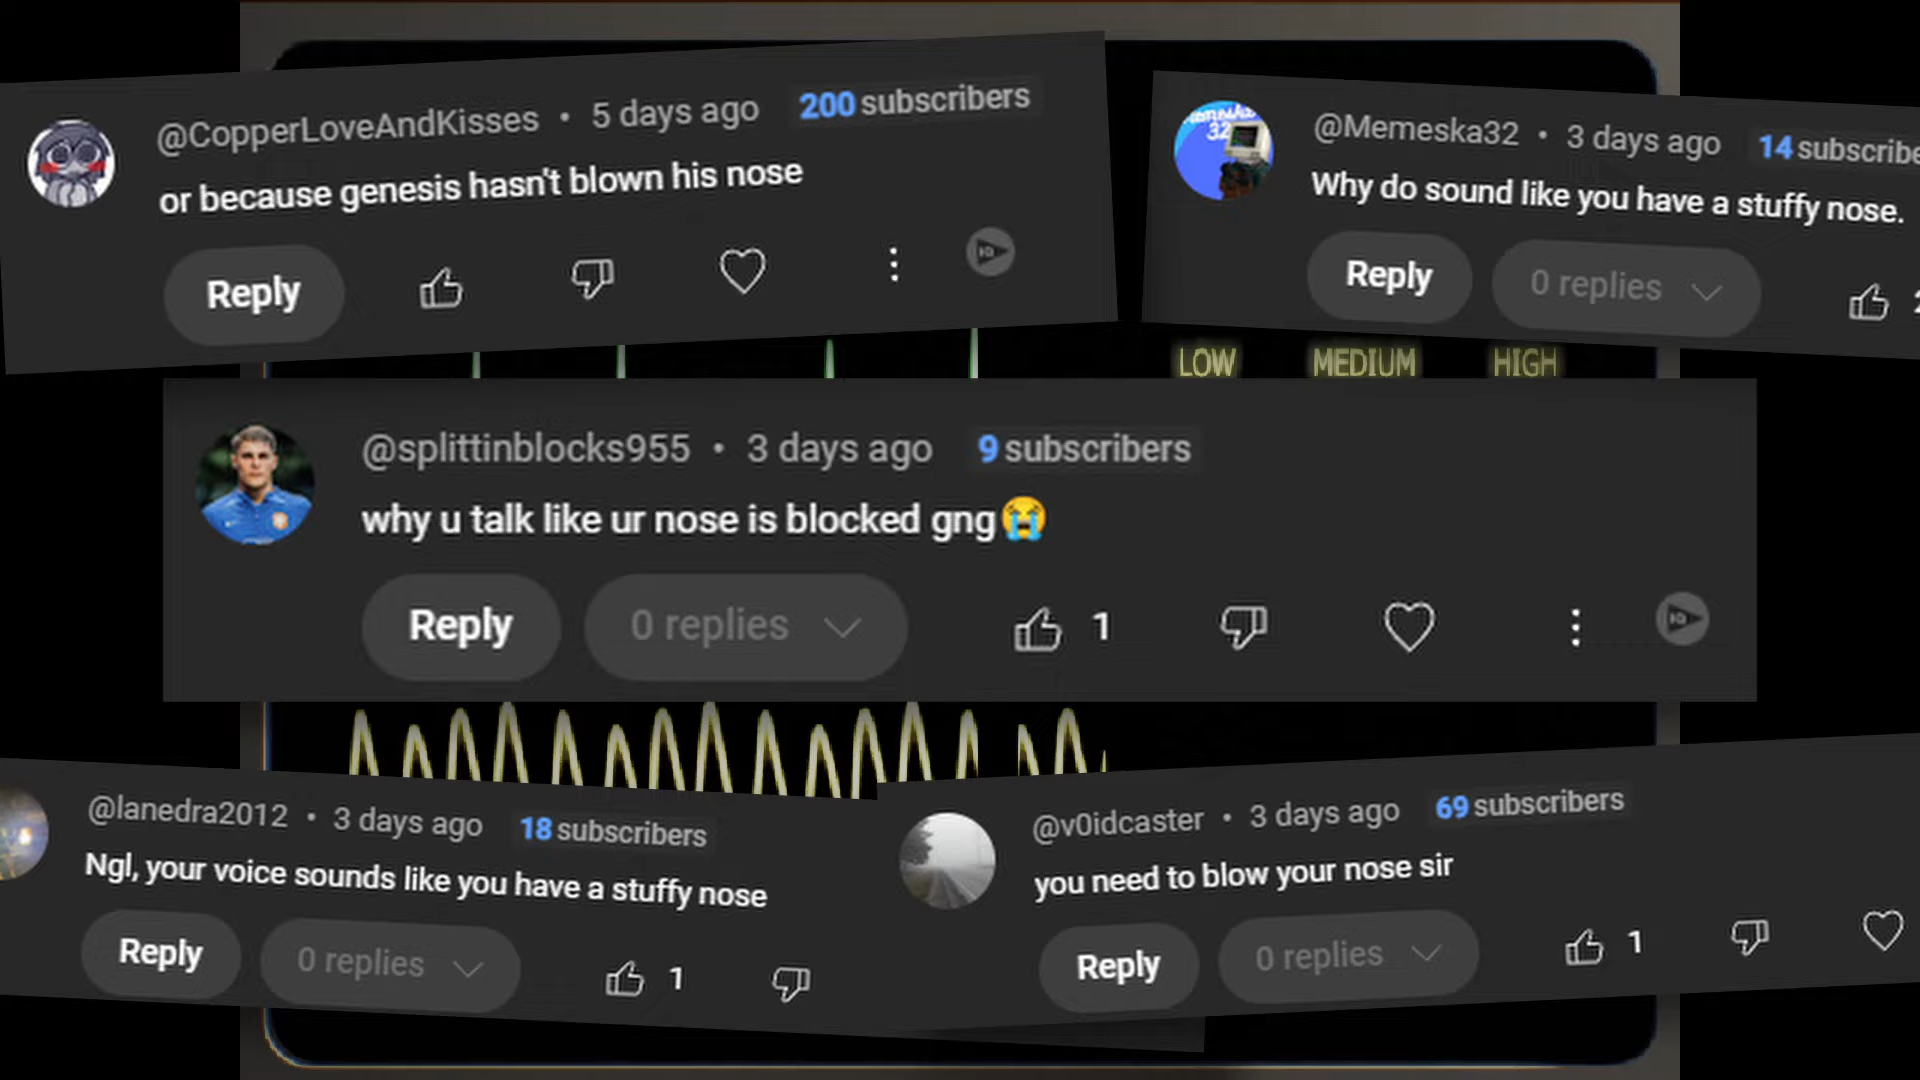 @CopperLoveAndKisses • 5 days ago 200 subscribers
or because genesis hasn't blown his nose
Reply
@Memeska32 • 3 days ago 14 subscribe
Why do sound like you have a stuffy nose.
Reply 0 replies
LOW MEDIUM HIGH
@splittinblocks955 • 3 days ago 9 subscribers
why u talk like ur nose is blocked gng😭
Reply 0 replies 1
@lanedra2012 • 3 days ago 18 subscribers
Ngl, your voice sounds like you have a stuffy nose
Reply 0 replies 1
@v0idcaster • 3 days ago 69 subscribers
you need to blow your nose sir
Reply 0 replies 1